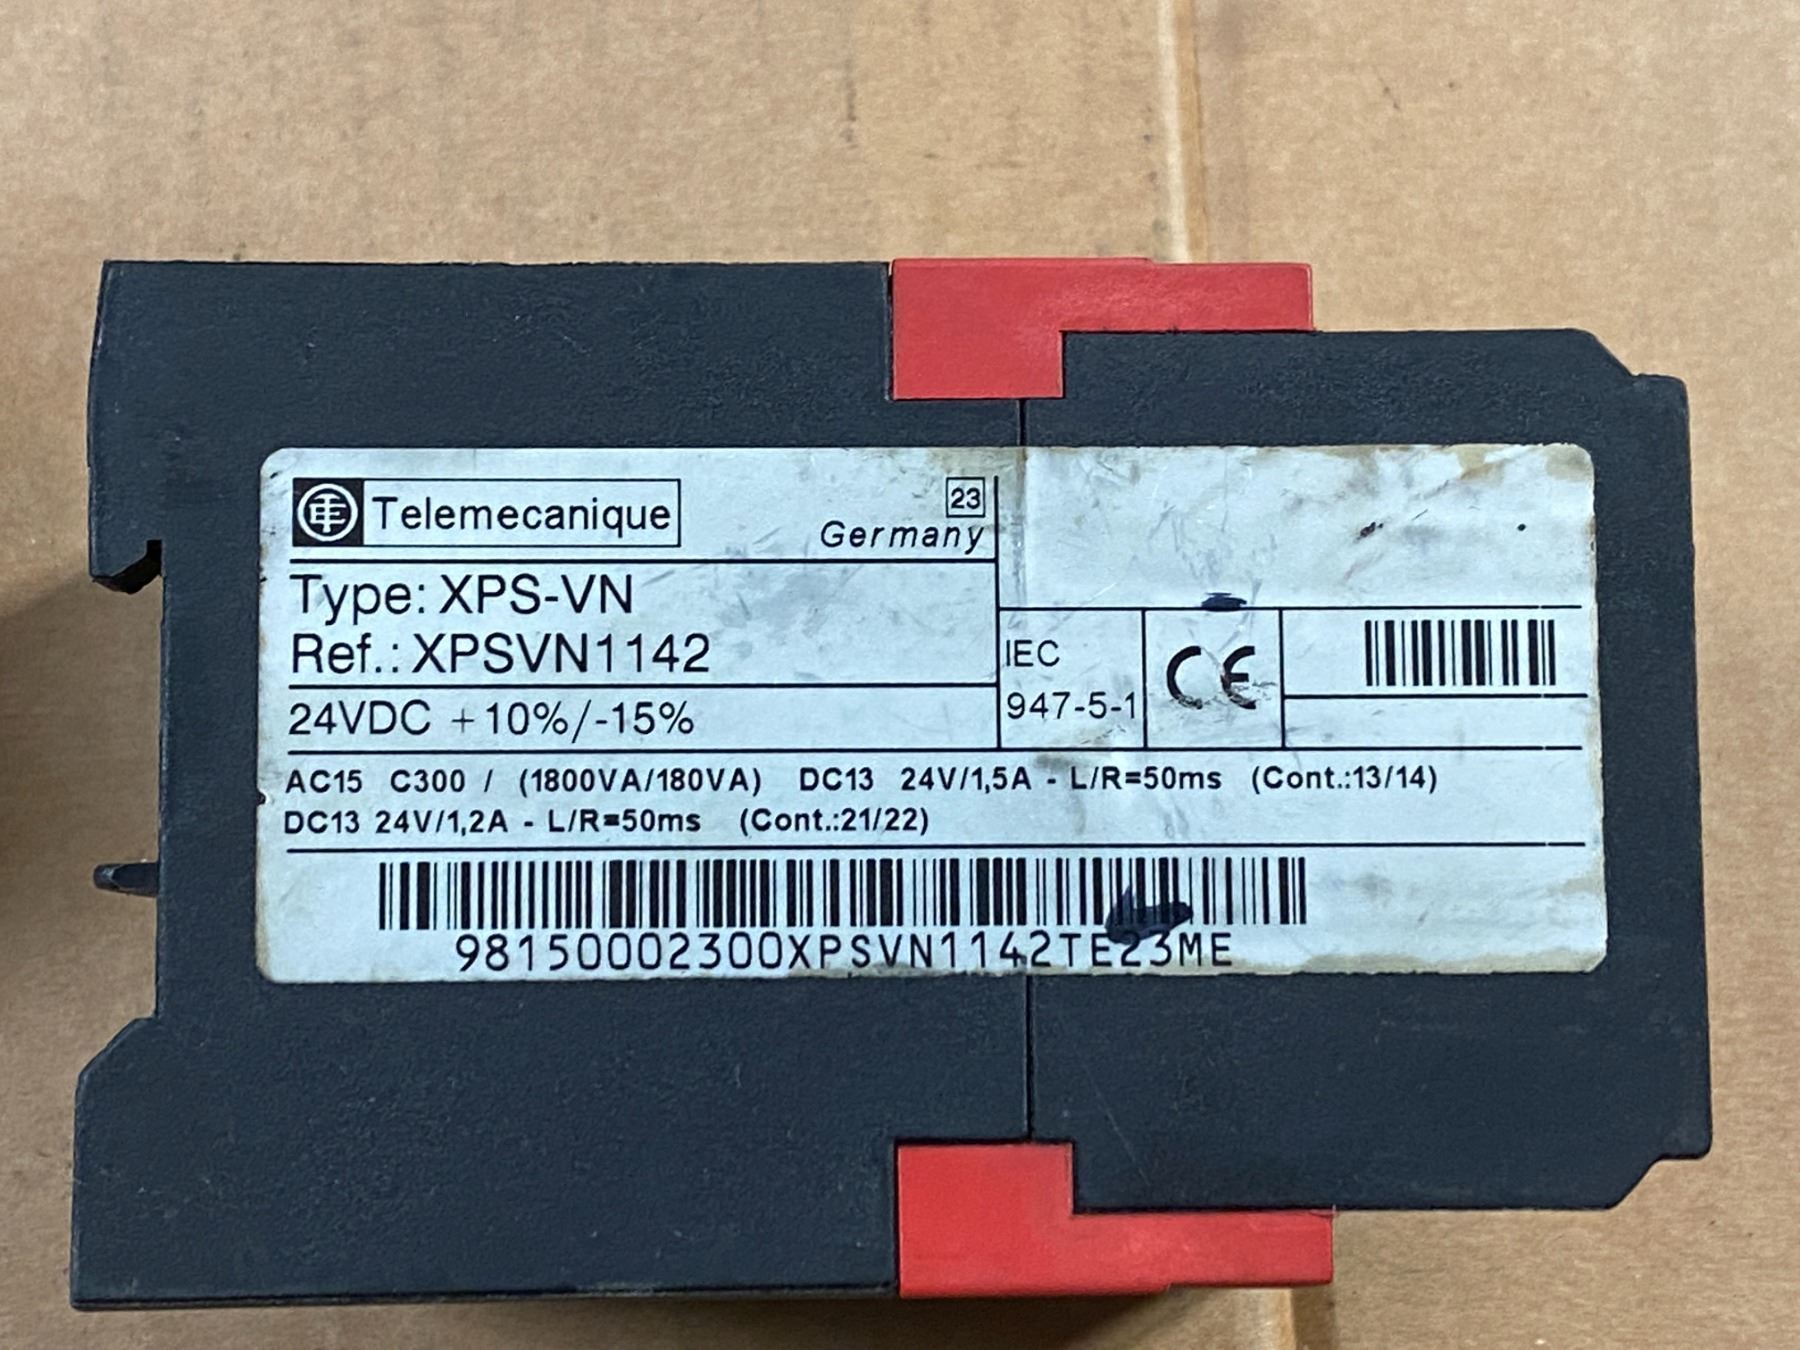 Telemecanique
23
Germany
Type: XPS-VN
Ref.: XPSVN1142
24VDC +10%/-15%
IEC
947-5-1
CE
AC15 C300 / (1800VA/180VA) DC13 24V/1,5A - L/R=50ms (Cont.:13/14)
DC13 24V/1,2A - L/R=50ms (Cont.:21/22)
98150002300XPSVN1142TE23ME